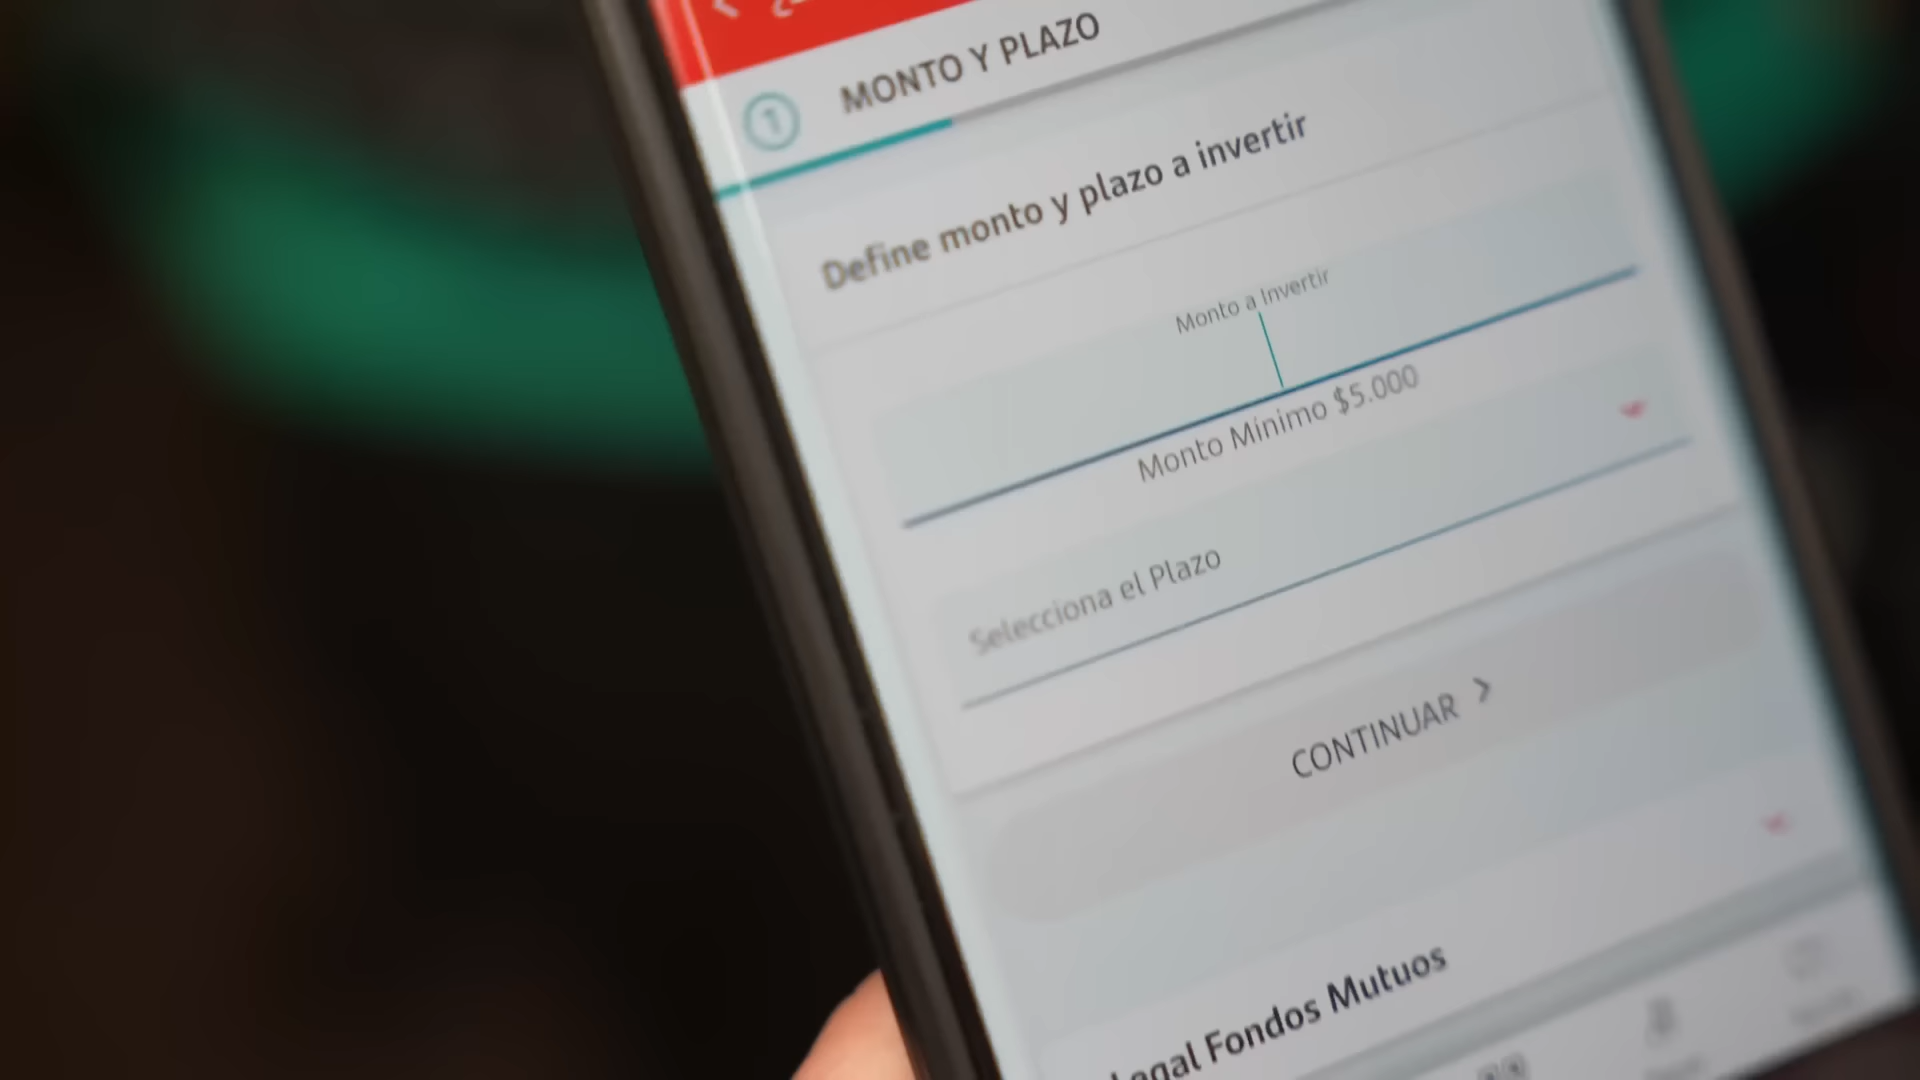 1 MONTO Y PLAZO
Define monto y plazo a invertir
Monto a Invertir
Monto Mínimo $5.000
Selecciona el Plazo
CONTINUAR >
Legal Fondos Mutuos